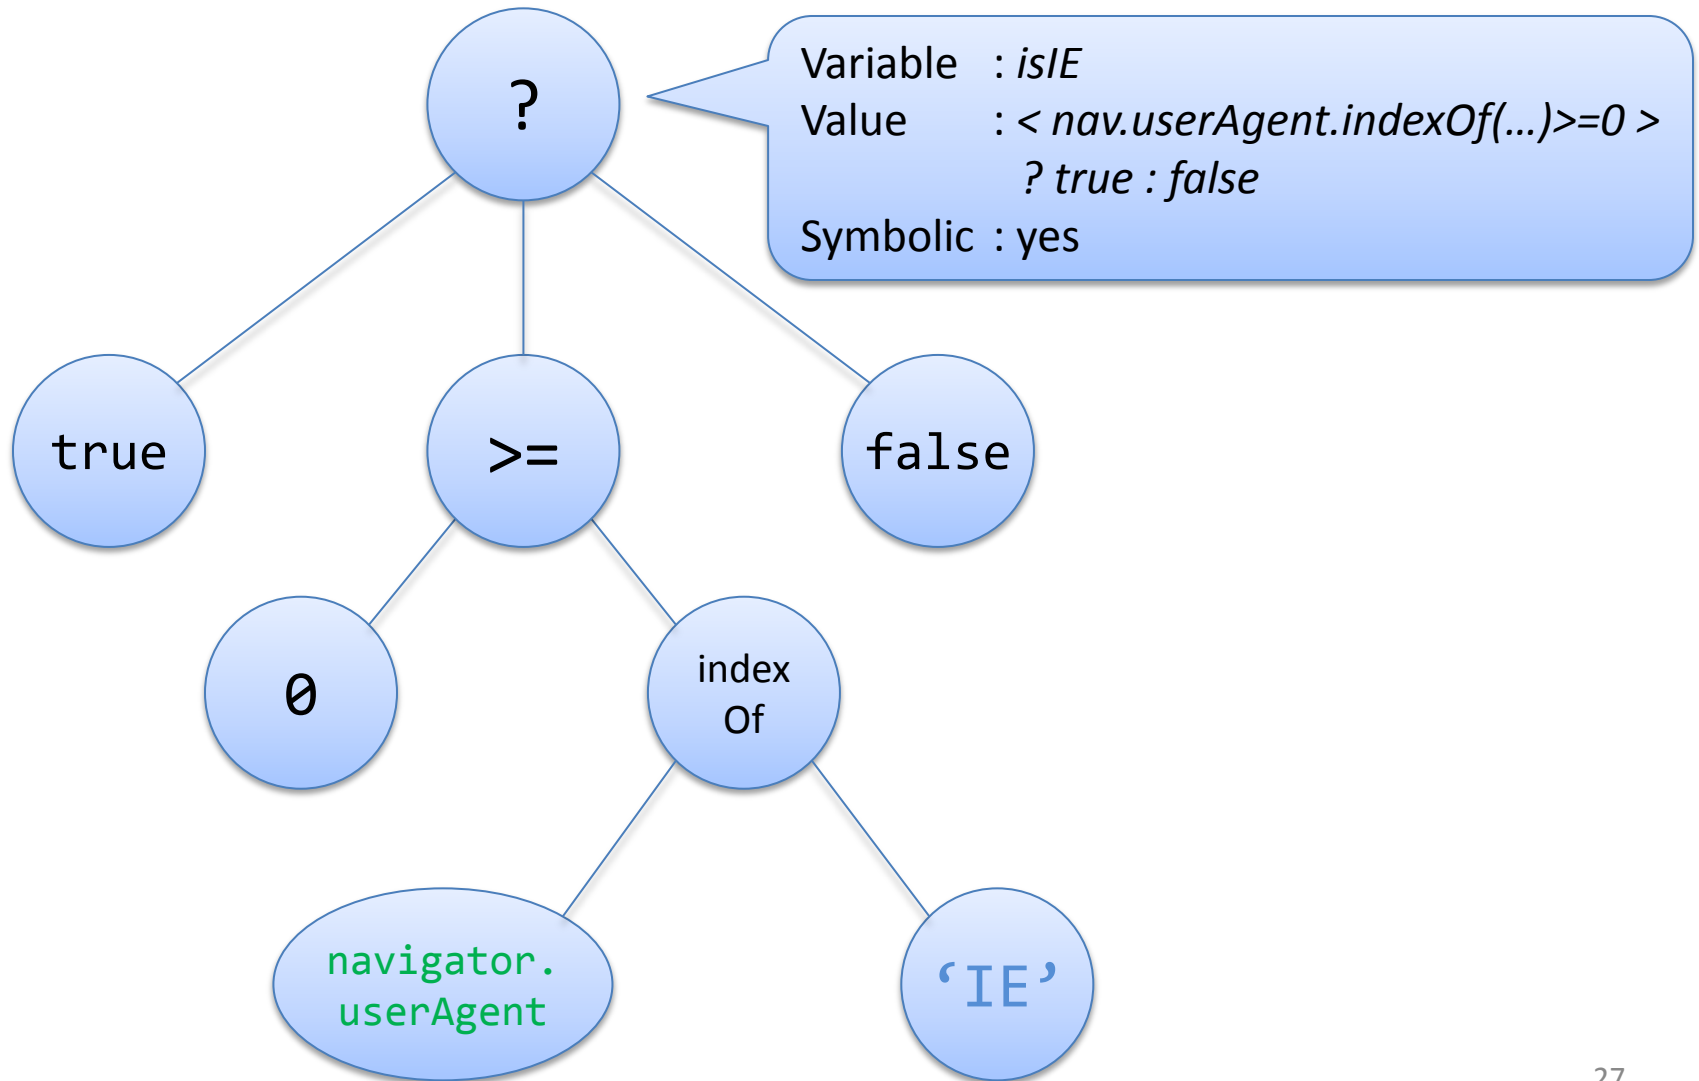 ?
Variable : isIE
Value : < nav.userAgent.indexOf(...)>=0 >
? true : false
Symbolic : yes
true
>=
false
0
index
Of
navigator.
userAgent
‘IE’
27